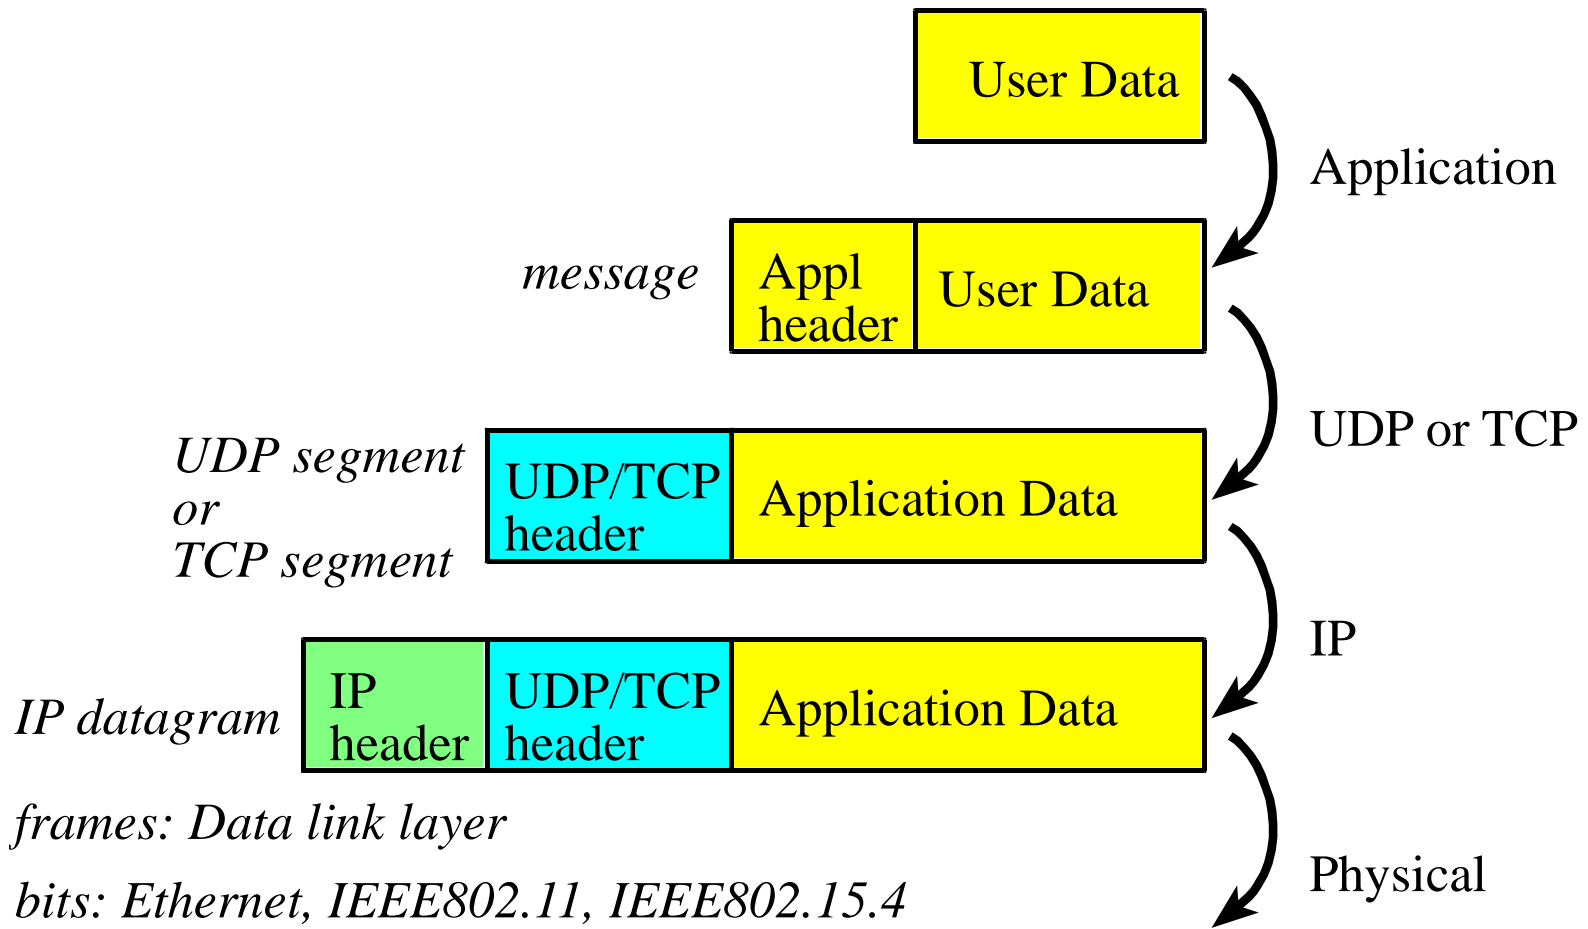 User Data
Application
message
Appl
header
User Data
UDP or TCP
UDP segment
or
TCP segment
UDP/TCP
header
Application Data
IP
IP datagram
IP
header
UDP/TCP
header
Application Data
frames: Data link layer
Physical
bits: Ethernet, IEEE802.11, IEEE802.15.4